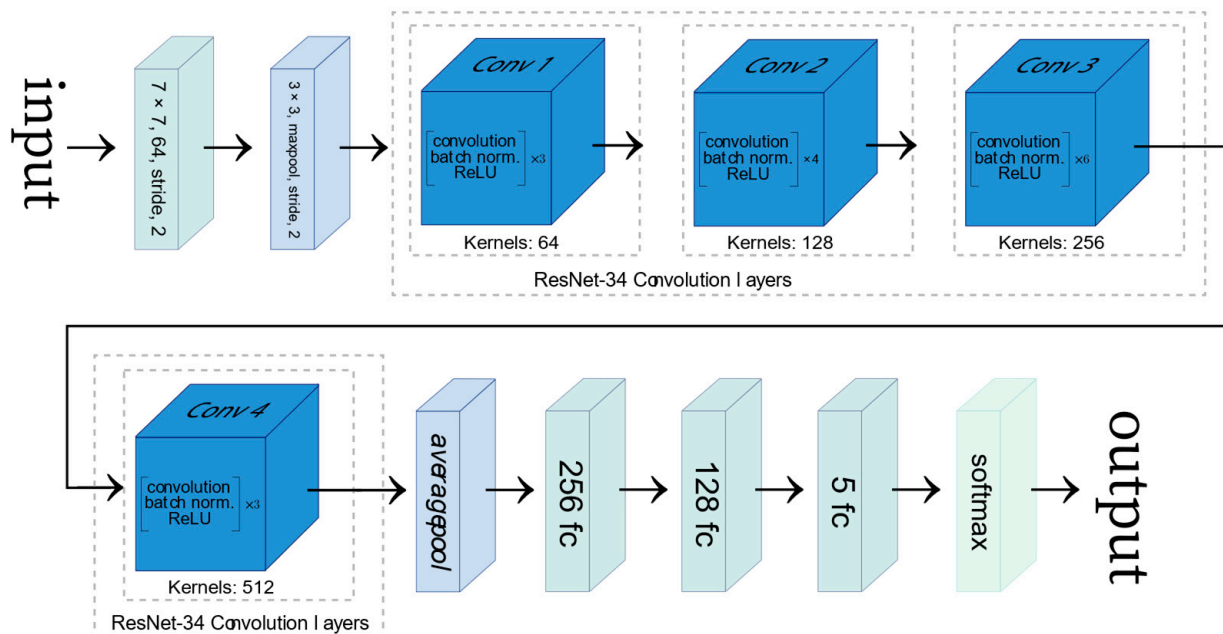 input
7 × 7, 64, stride, 2
3 × 3, maxpool, stride, 2
Conv 1
convolution
batch norm.
ReLU
×3
Kernels: 64
Conv 2
convolution
batch norm.
ReLU
×4
Kernels: 128
Conv 3
convolution
batch norm.
ReLU
×6
Kernels: 256
ResNet-34 Convolution layers
Conv 4
convolution
batch norm.
ReLU
×3
Kernels: 512
ResNet-34 Convolution layers
averagepool
256 fc
128 fc
5 fc
softmax
output